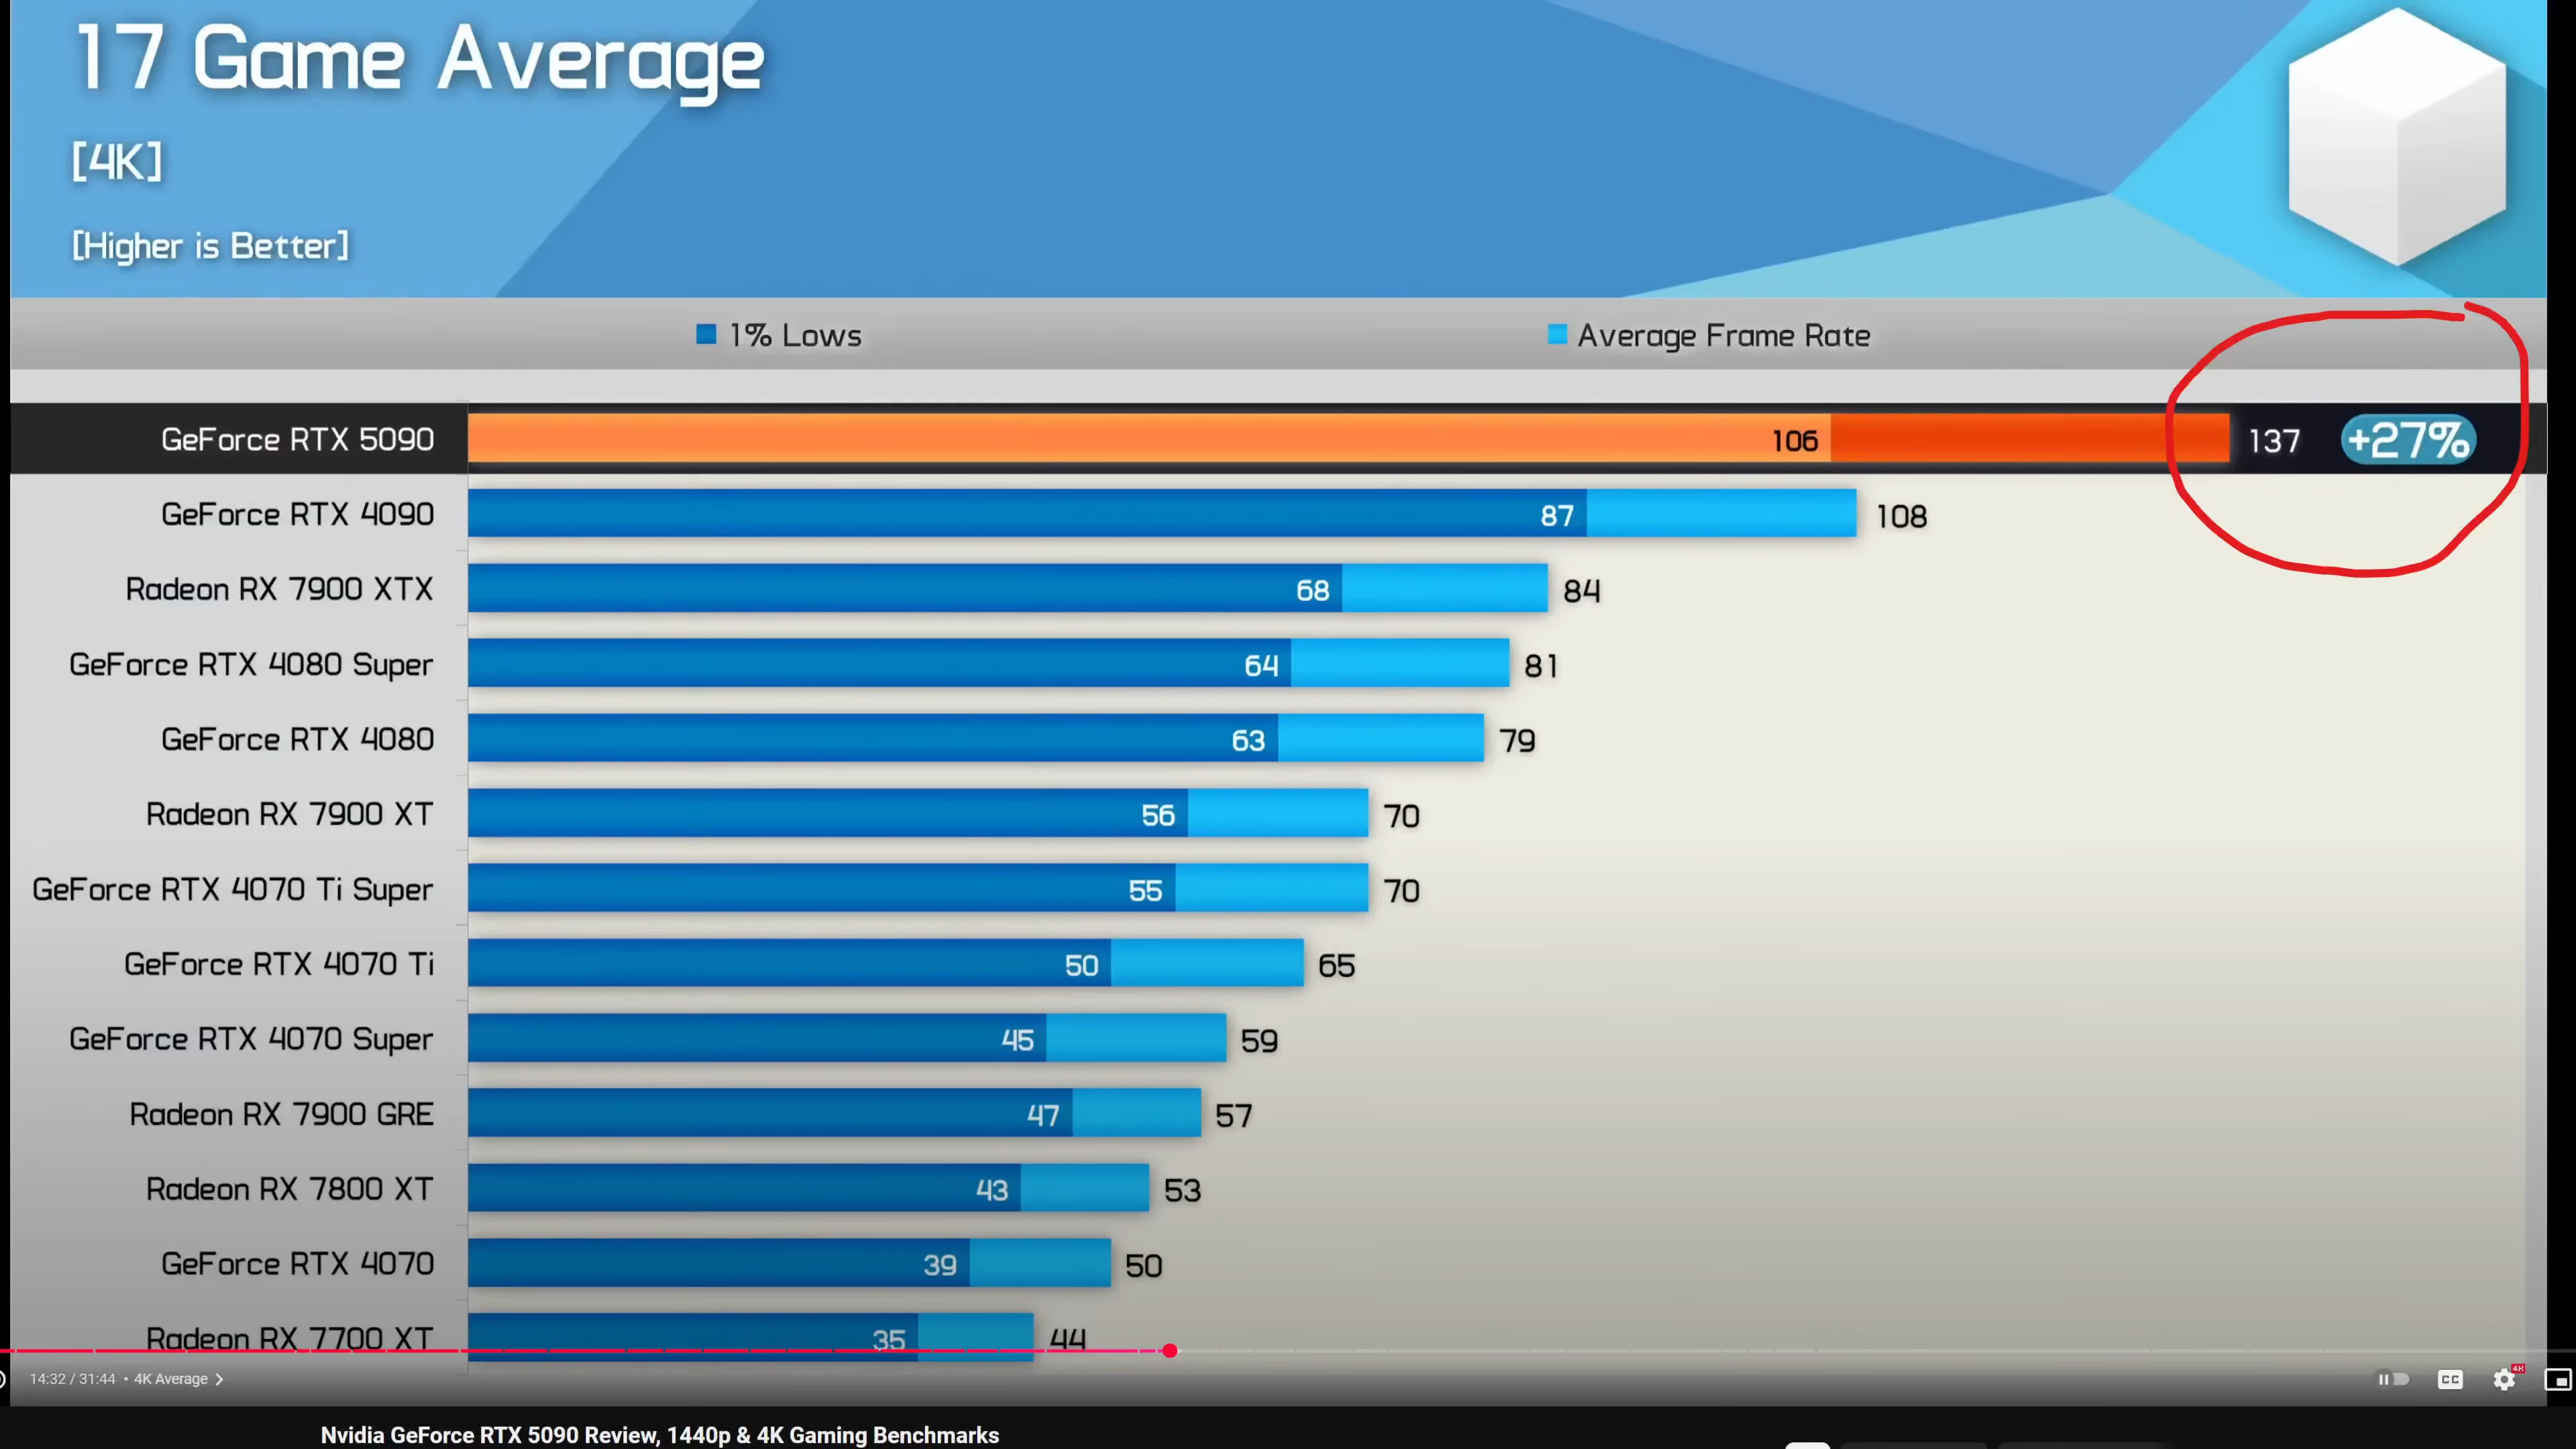 17 Game Average
[4K]
[Higher is Better]
1% Lows Average Frame Rate
GeForce RTX 5090 106 137 +27%
GeForce RTX 4090 87 108
Radeon RX 7900 XTX 68 84
GeForce RTX 4080 Super 64 81
GeForce RTX 4080 63 79
Radeon RX 7900 XT 56 70
GeForce RTX 4070 Ti Super 55 70
GeForce RTX 4070 Ti 50 65
GeForce RTX 4070 Super 45 59
Radeon RX 7900 GRE 47 57
Radeon RX 7800 XT 43 53
GeForce RTX 4070 39 50
Radeon RX 7700 XT 35 44
14:32 / 31:44 • 4K Average CC 4K
Nvidia GeForce RTX 5090 Review, 1440p & 4K Gaming Benchmarks